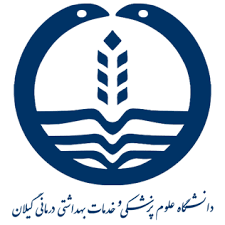 دانشگاه علوم پزشکی و خدمات بهداشتی درمانی گیلان